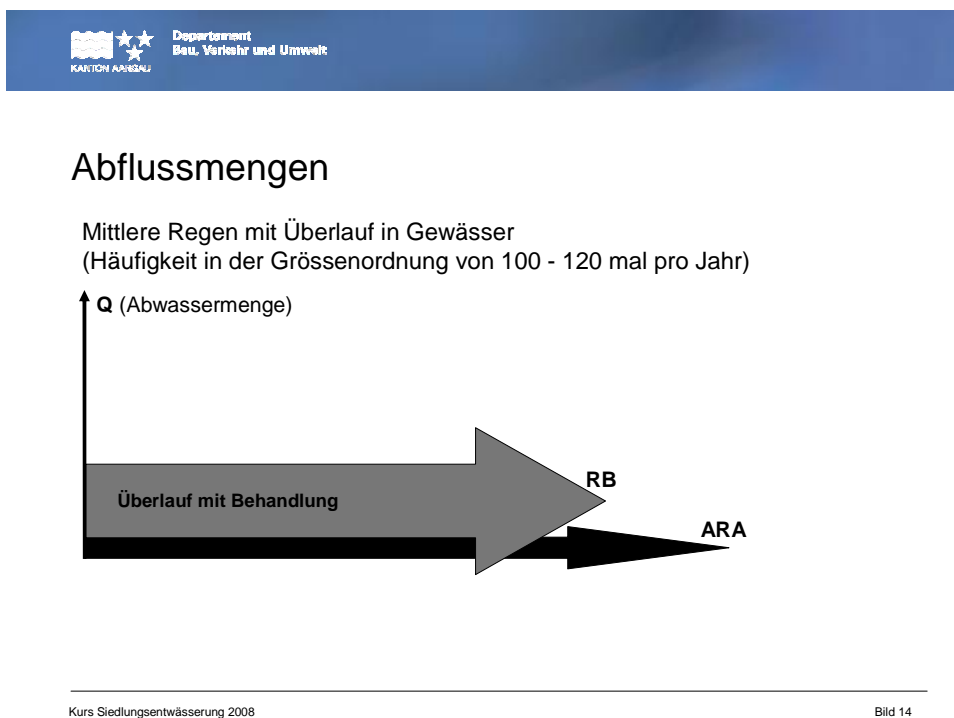 Departement
Bau, Verkehr und Umwelt
KANTON AARGAU
Abflussmengen
Mittlere Regen mit Überlauf in Gewässer
(Häufigkeit in der Grössenordnung von 100 - 120 mal pro Jahr)
Q (Abwassermenge)
RB
Überlauf mit Behandlung
ARA
Kurs Siedlungsentwässerung 2008
Bild 14